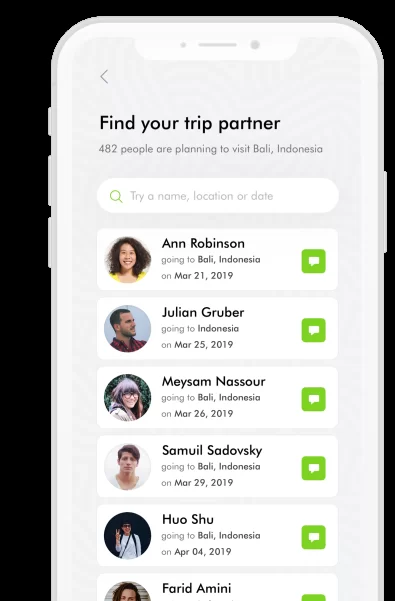 Find your trip partner
482 people are planning to visit Bali, Indonesia
Try a name, location or date
Ann Robinson
going to Bali, Indonesia
on Mar 21, 2019
Julian Gruber
going to Indonesia
on Mar 25, 2019
Meysam Nassour
going to Bali, Indonesia
on Mar 26, 2019
Samuil Sadovsky
going to Bali, Indonesia
on Mar 29, 2019
Huo Shu
going to Bali, Indonesia
on Apr 04, 2019
Farid Amini